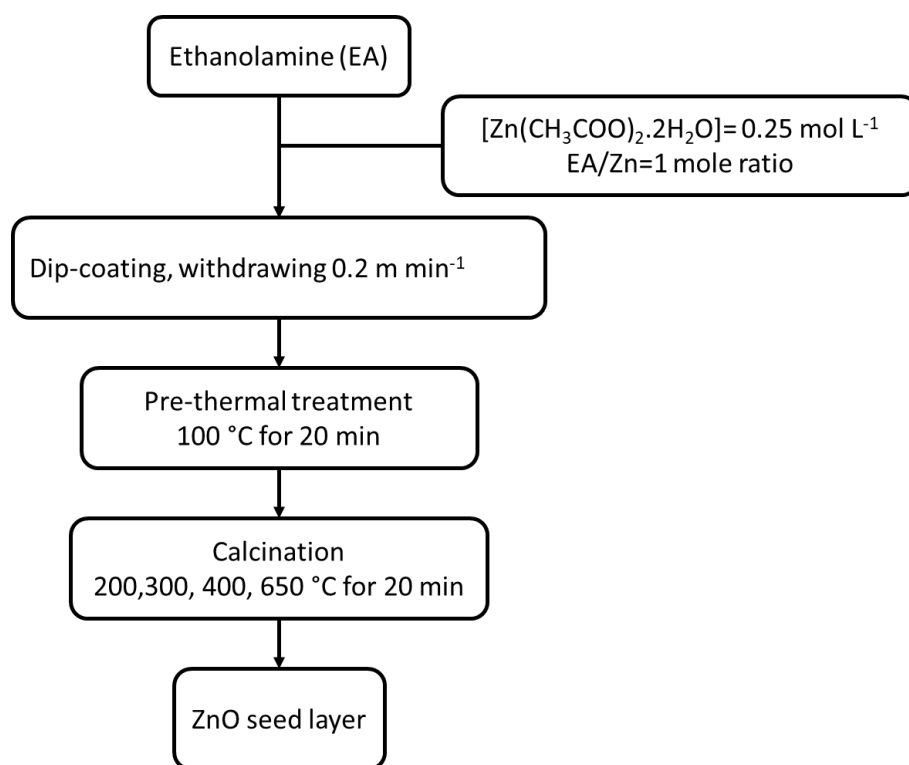 Ethanolamine (EA)
[Zn(CH₃COO)₂.2H₂O]= 0.25 mol L⁻¹
EA/Zn=1 mole ratio
Dip-coating, withdrawing 0.2 m min⁻¹
Pre-thermal treatment
100 °C for 20 min
Calcination
200,300, 400, 650 °C for 20 min
ZnO seed layer